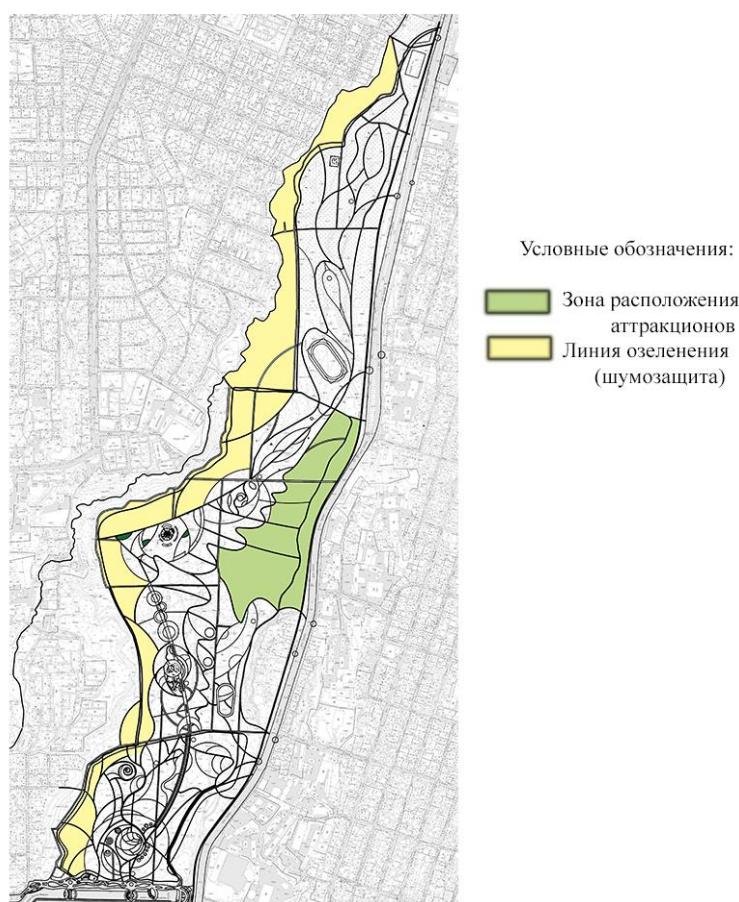 Условные обозначения:
Зона расположения
аттракционов
Линия озеленения
(шумозащита)